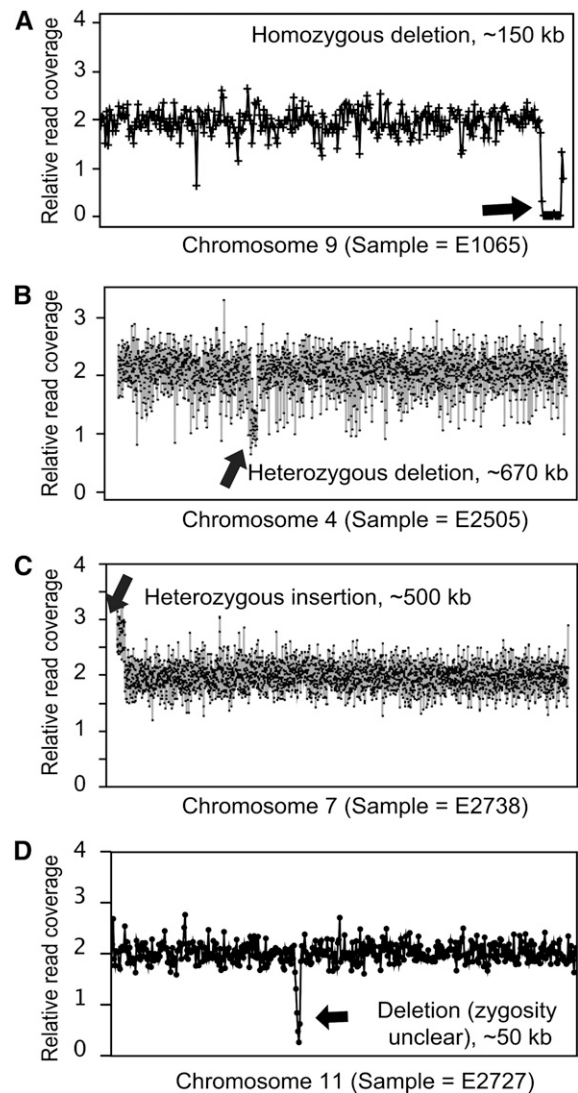 A
Relative read coverage
4
3
2
1
0
Homozygous deletion, ~150 kb
Chromosome 9 (Sample = E1065)
B
Relative read coverage
3
2
1
0
Heterozygous deletion, ~670 kb
Chromosome 4 (Sample = E2505)
C
Relative read coverage
4
3
2
1
0
Heterozygous insertion, ~500 kb
Chromosome 7 (Sample = E2738)
D
Relative read coverage
4
3
2
1
0
Deletion (zygosity
unclear), ~50 kb
Chromosome 11 (Sample = E2727)